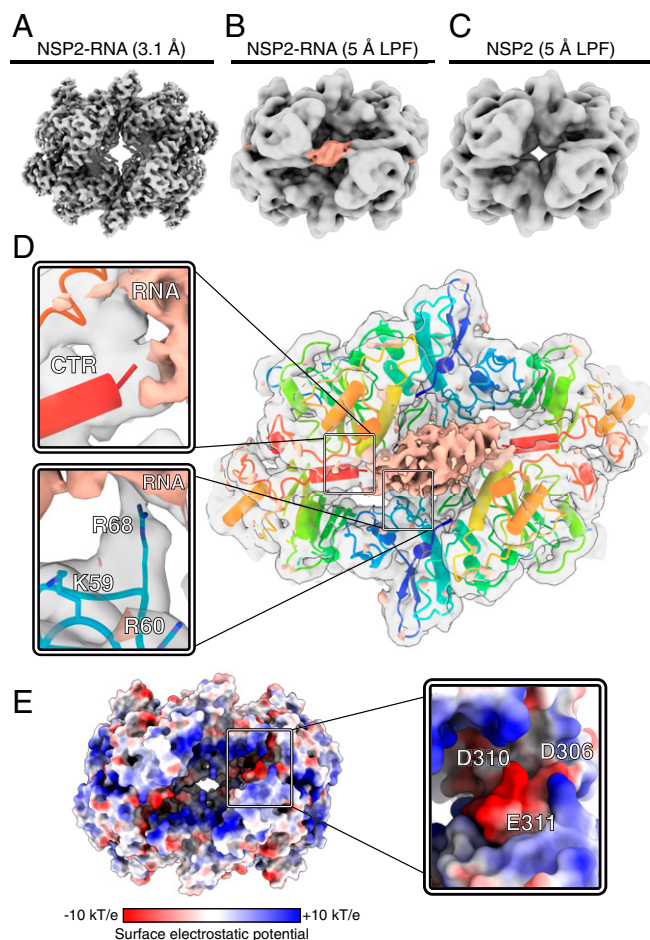 A
NSP2-RNA (3.1 Å)
B
NSP2-RNA (5 Å LPF)
C
NSP2 (5 Å LPF)
D
RNA
CTR
RNA
R68
K59
R60
E
D310
D306
E311
-10 kT/e
+10 kT/e
Surface electrostatic potential